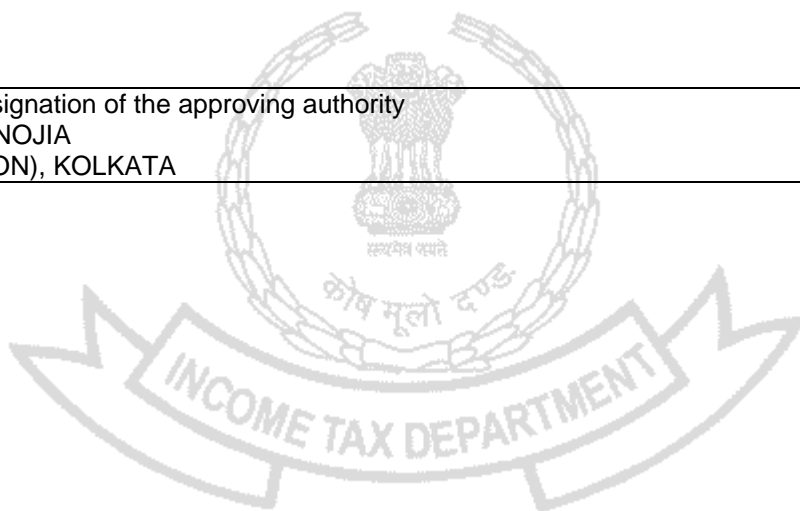 signation of the approving authority
NOJIA
ON), KOLKATA
सत्यमेव जयते
कोष मूलो दण्डः
INCOME TAX DEPARTMENT